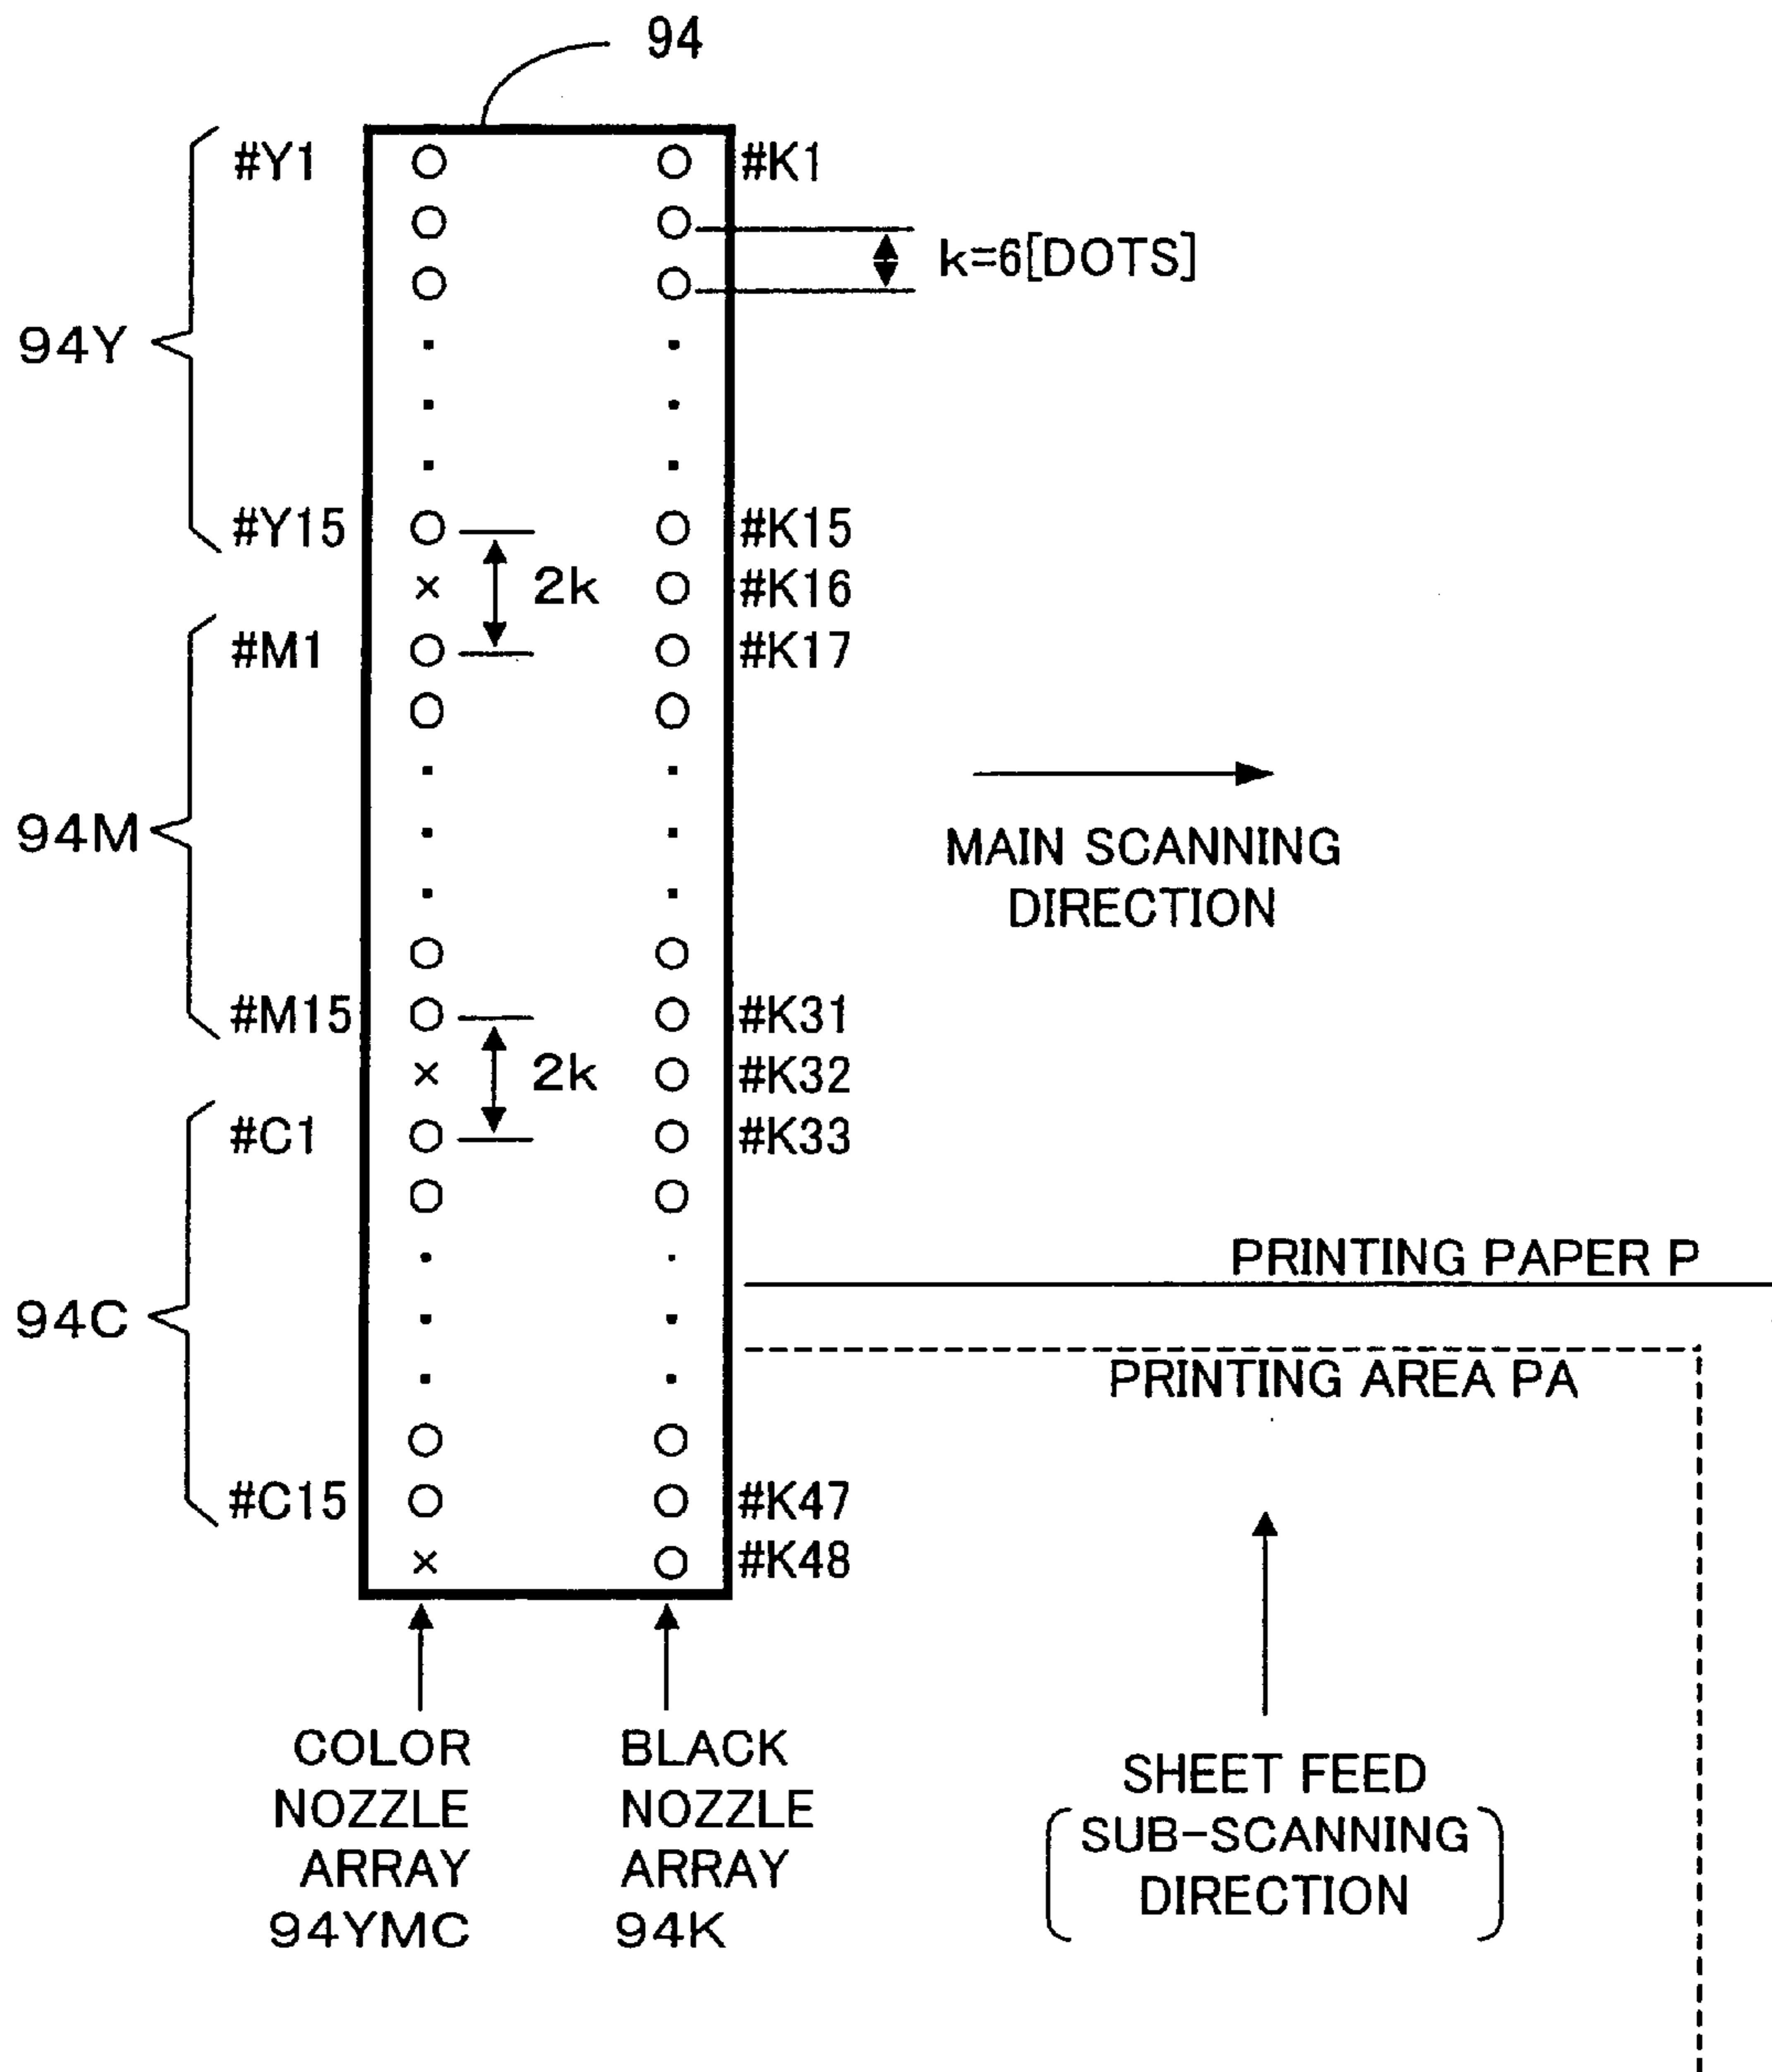 94
#Y1
#K1
k=6[DOTS]
94Y
#Y15
#K15
×
2k
#K16
#M1
#K17
94M
MAIN SCANNING
DIRECTION
#M15
#K31
×
2k
#K32
#C1
#K33
PRINTING PAPER P
94C
PRINTING AREA PA
#C15
#K47
×
#K48
COLOR
NOZZLE
ARRAY
94YMC
BLACK
NOZZLE
ARRAY
94K
SHEET FEED
SUB-SCANNING
DIRECTION